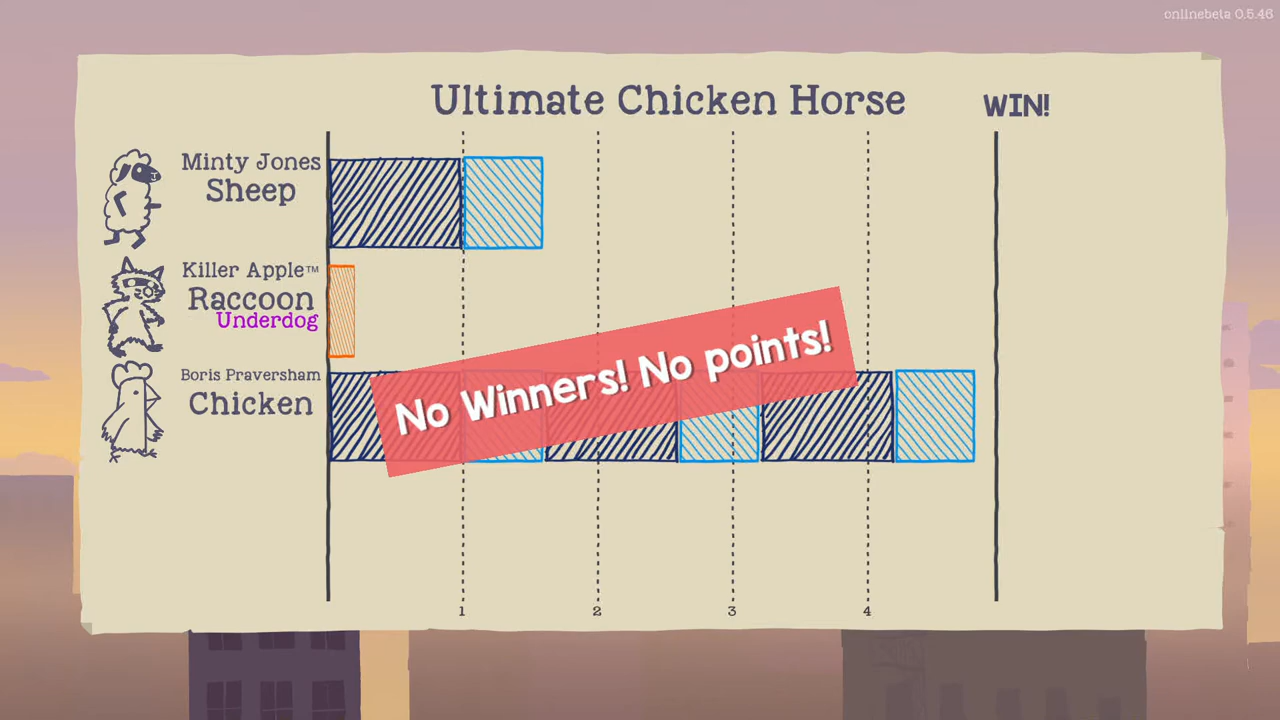 onlinebeta 0.5.46
Ultimate Chicken Horse
WIN!
Minty Jones
Sheep
Killer Apple™
Raccoon
Underdog
No Winners! No points!
Boris Praversham
Chicken
1 2 3 4